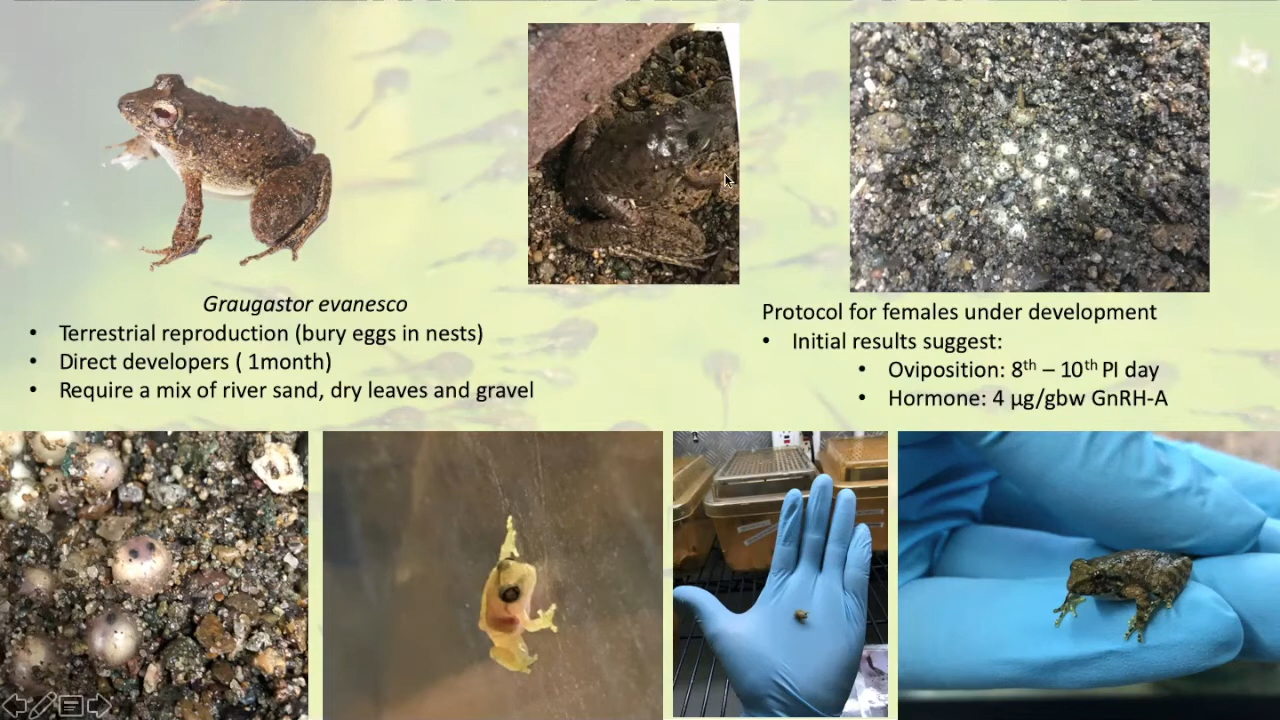 Graugastor evanesco
• Terrestrial reproduction (bury eggs in nests)
• Direct developers ( 1month)
• Require a mix of river sand, dry leaves and gravel
Protocol for females under development
• Initial results suggest:
• Oviposition: 8th – 10th PI day
• Hormone: 4 µg/gbw GnRH-A